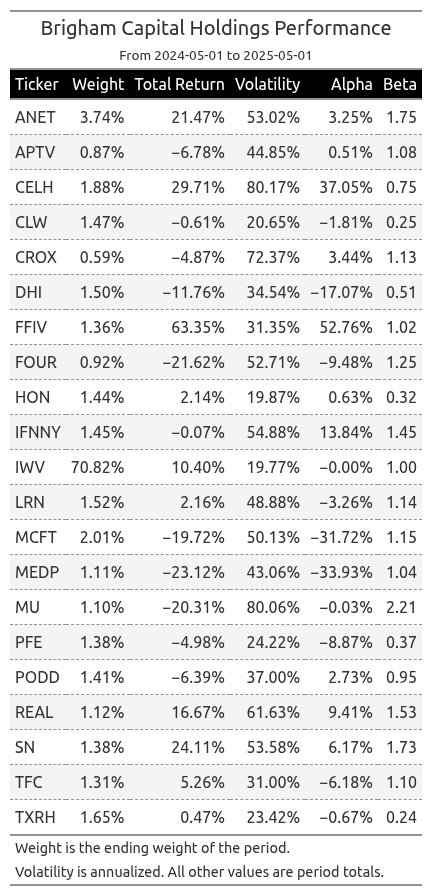 Brigham Capital Holdings Performance
From 2024-05-01 to 2025-05-01
Ticker Weight Total Return Volatility Alpha Beta
ANET 3.74% 21.47% 53.02% 3.25% 1.75
APTV 0.87% −6.78% 44.85% 0.51% 1.08
CELH 1.88% 29.71% 80.17% 37.05% 0.75
CLW 1.47% −0.61% 20.65% −1.81% 0.25
CROX 0.59% −4.87% 72.37% 3.44% 1.13
DHI 1.50% −11.76% 34.54% −17.07% 0.51
FFIV 1.36% 63.35% 31.35% 52.76% 1.02
FOUR 0.92% −21.62% 52.71% −9.48% 1.25
HON 1.44% 2.14% 19.87% 0.63% 0.32
IFNNY 1.45% −0.07% 54.88% 13.84% 1.45
IWV 70.82% 10.40% 19.77% −0.00% 1.00
LRN 1.52% 2.16% 48.88% −3.26% 1.14
MCFT 2.01% −19.72% 50.13% −31.72% 1.15
MEDP 1.11% −23.12% 43.06% −33.93% 1.04
MU 1.10% −20.31% 80.06% −0.03% 2.21
PFE 1.38% −4.98% 24.22% −8.87% 0.37
PODD 1.41% −6.39% 37.00% 2.73% 0.95
REAL 1.12% 16.67% 61.63% 9.41% 1.53
SN 1.38% 24.11% 53.58% 6.17% 1.73
TFC 1.31% 5.26% 31.00% −6.18% 1.10
TXRH 1.65% 0.47% 23.42% −0.67% 0.24
Weight is the ending weight of the period.
Volatility is annualized. All other values are period totals.